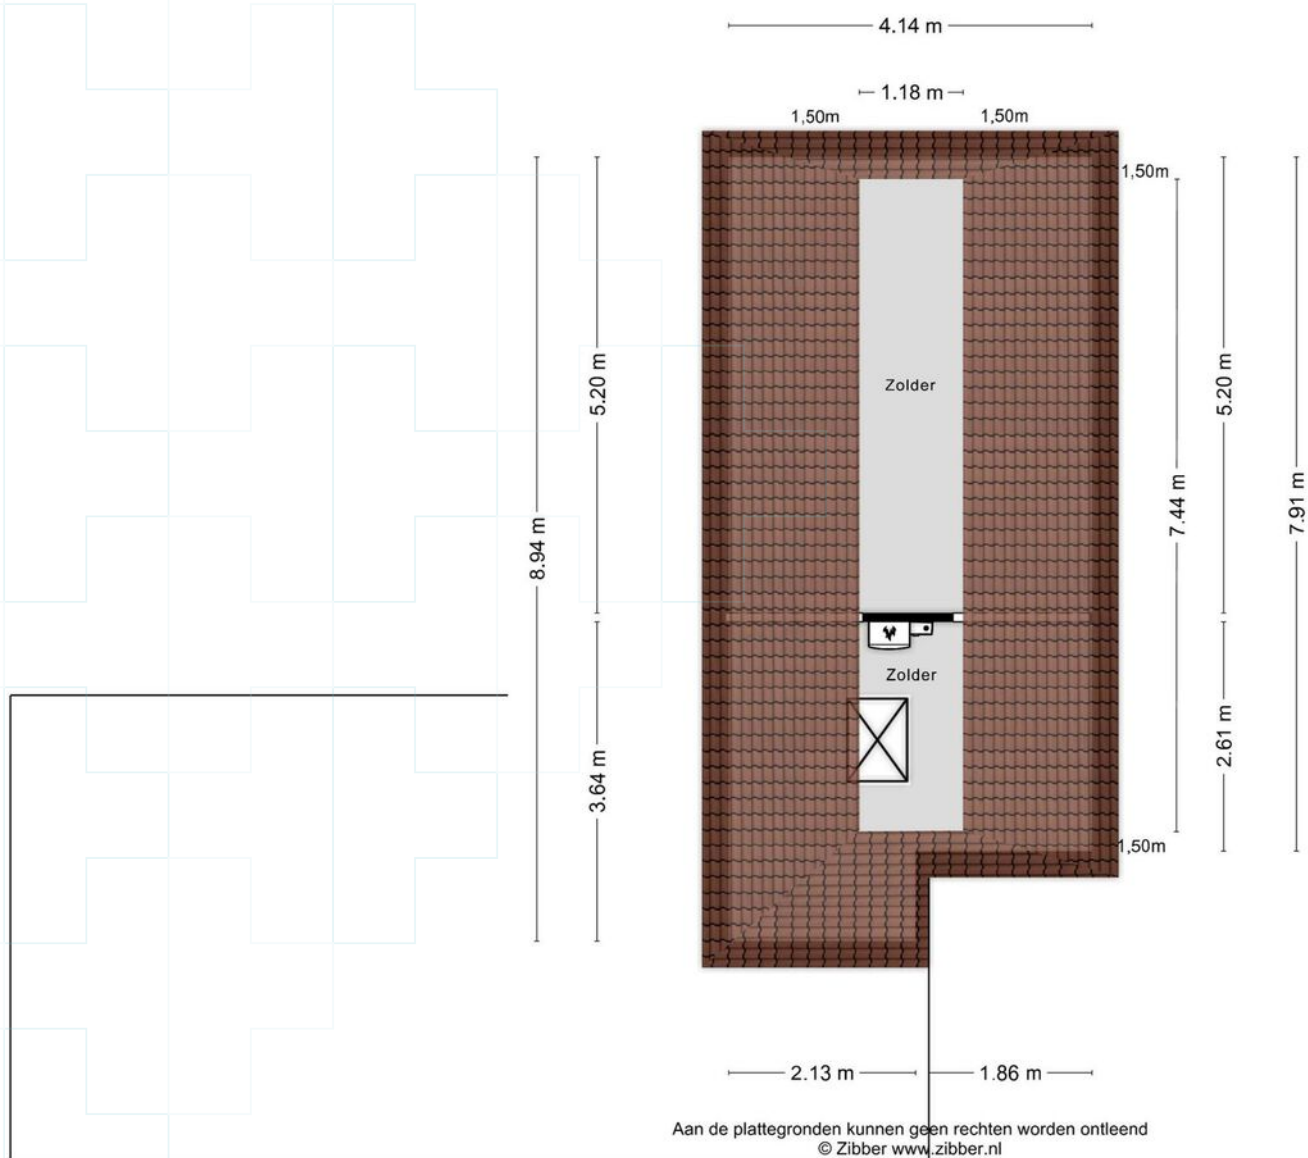 4.14 m
1.18 m
1,50m
1,50m
1,50m
5.20 m
5.20 m
Zolder
7.44 m
7.91 m
8.94 m
Zolder
2.61 m
3.64 m
1,50m
2.13 m
1.86 m
Aan de plattegronden kunnen geen rechten worden ontleend
© Zibber www.zibber.nl